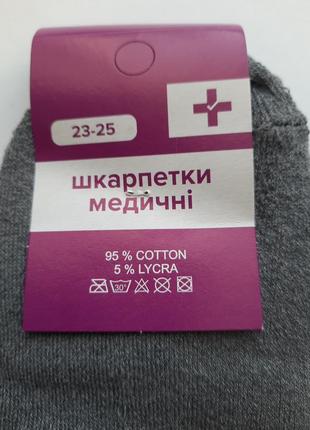 23-25
шкарпетки
медичні
95 % COTTON
5 % LYCRA
30°